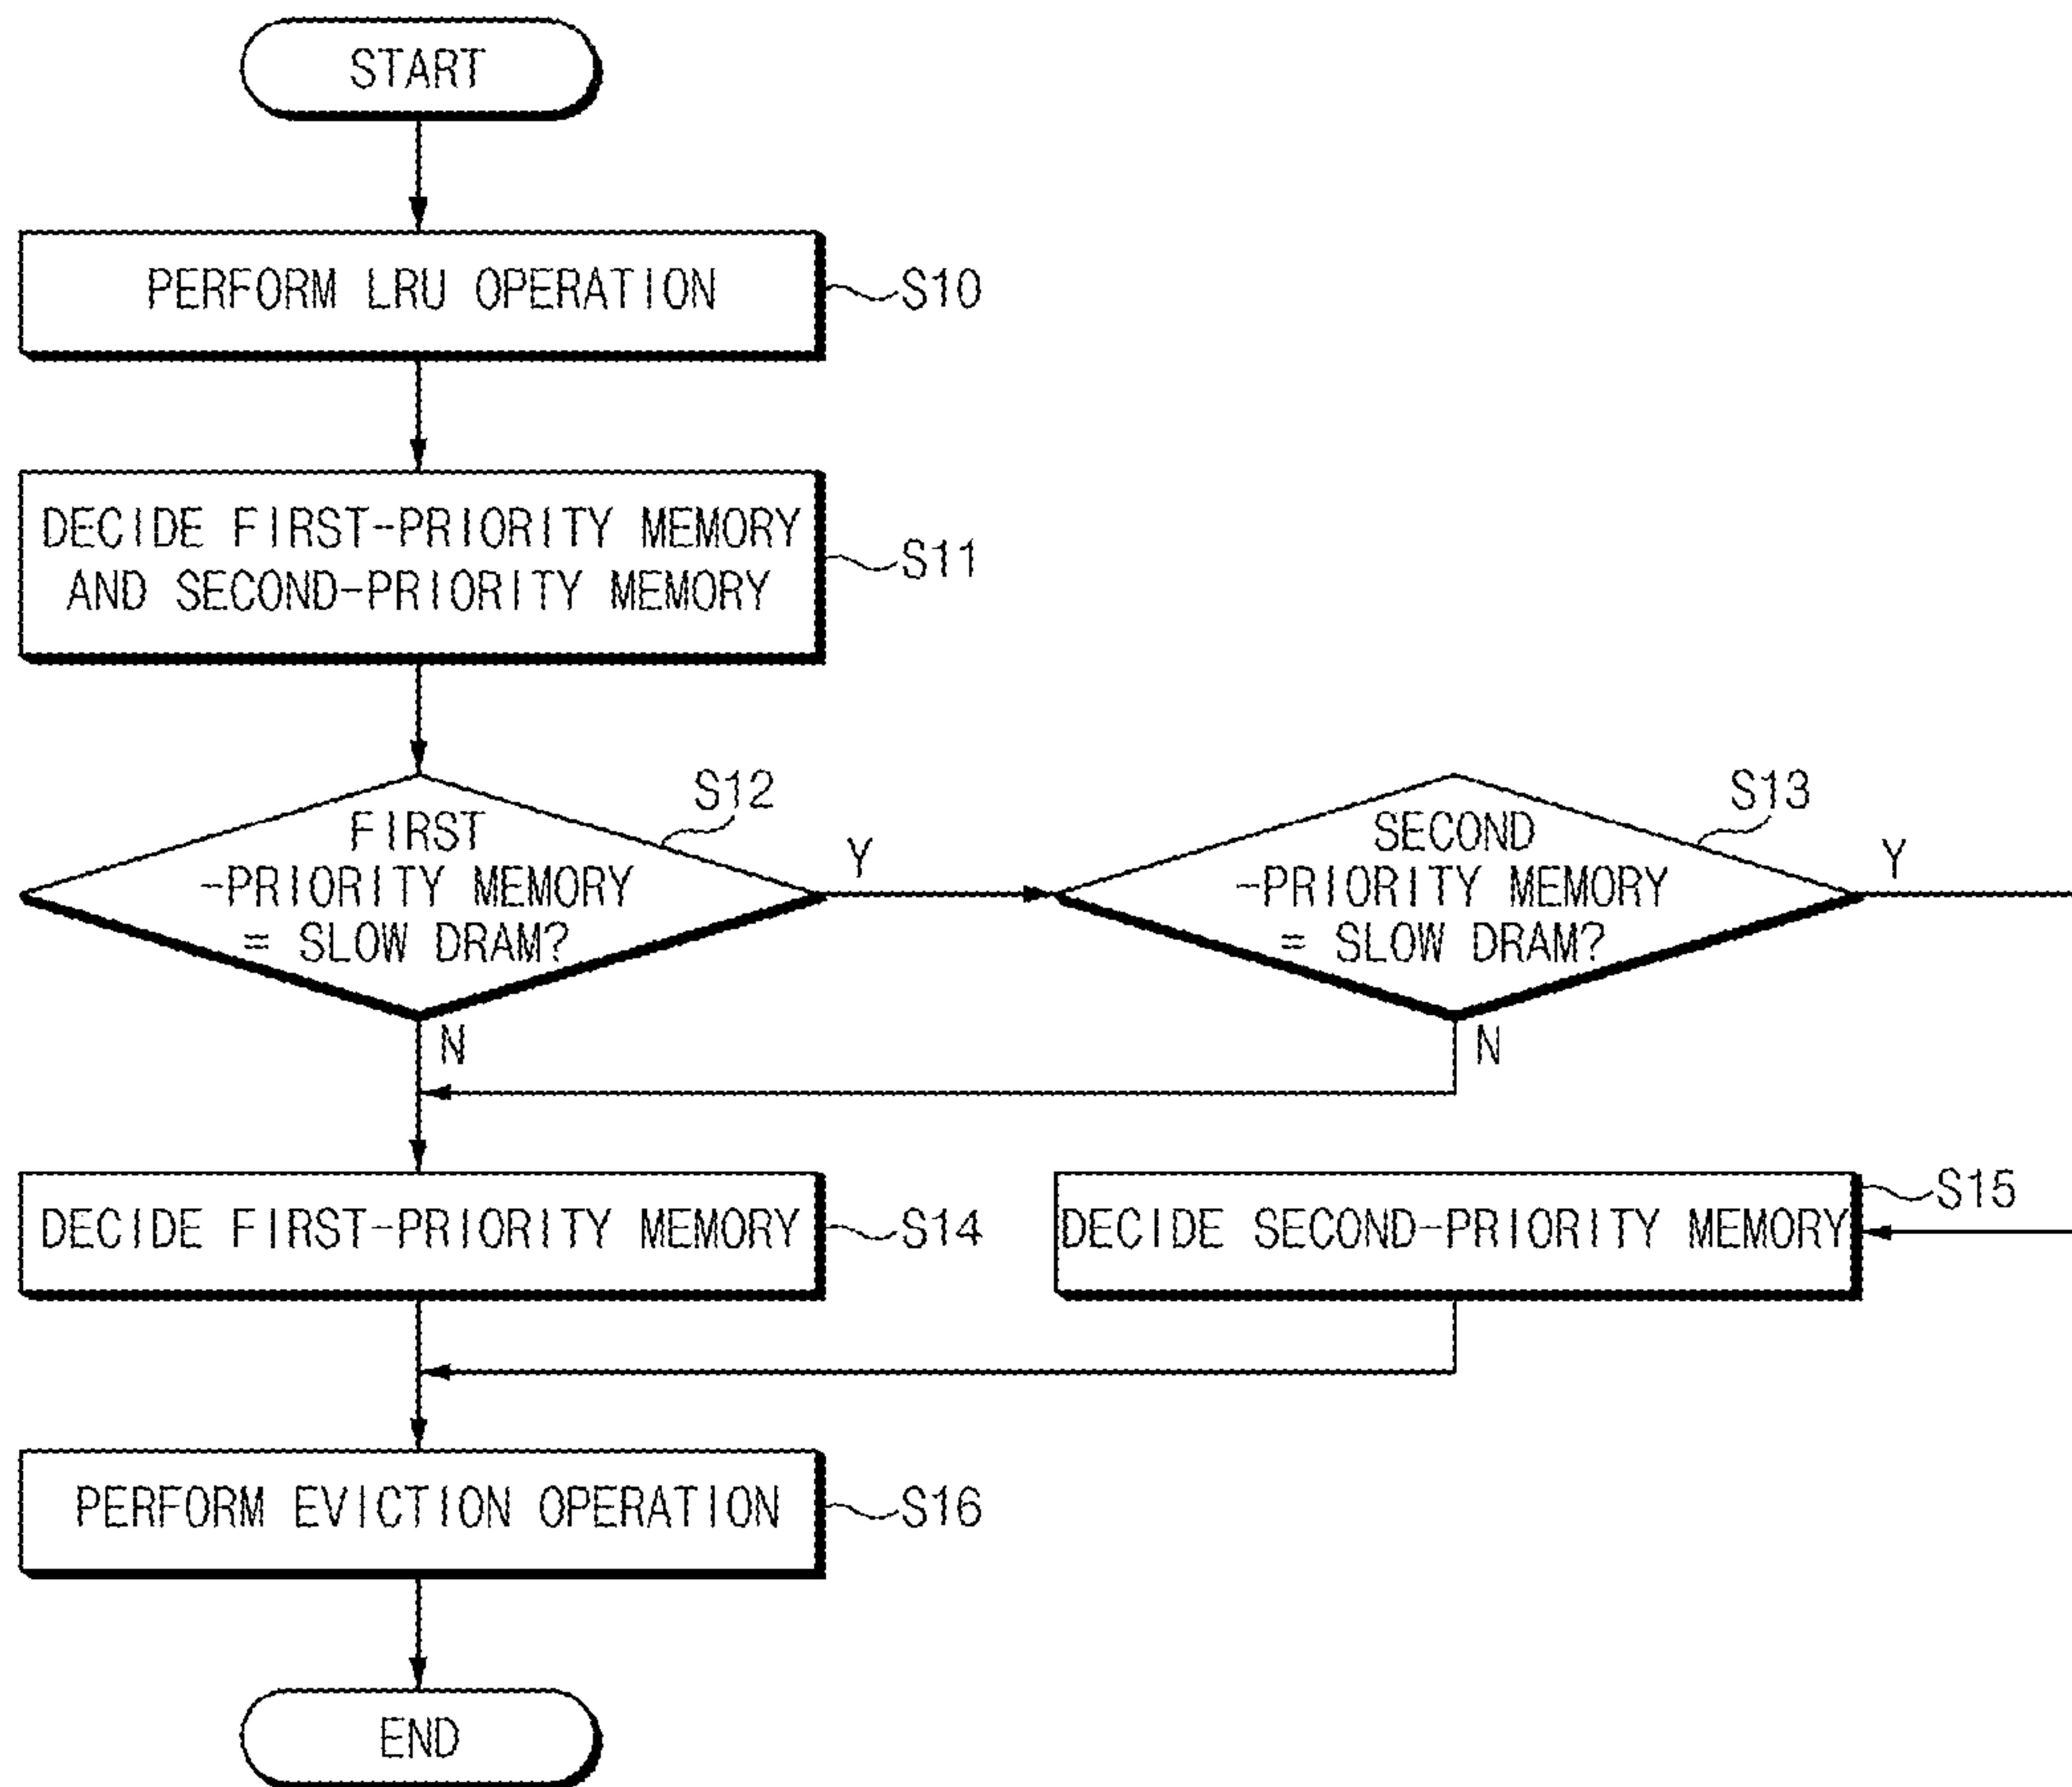 START
PERFORM LRU OPERATION
S10
DECIDE FIRST-PRIORITY MEMORY
AND SECOND-PRIORITY MEMORY
S11
FIRST
-PRIORITY MEMORY
= SLOW DRAM?
S12
Y
N
SECOND
-PRIORITY MEMORY
= SLOW DRAM?
S13
Y
N
DECIDE FIRST-PRIORITY MEMORY
S14
DECIDE SECOND-PRIORITY MEMORY
S15
PERFORM EVICTION OPERATION
S16
END